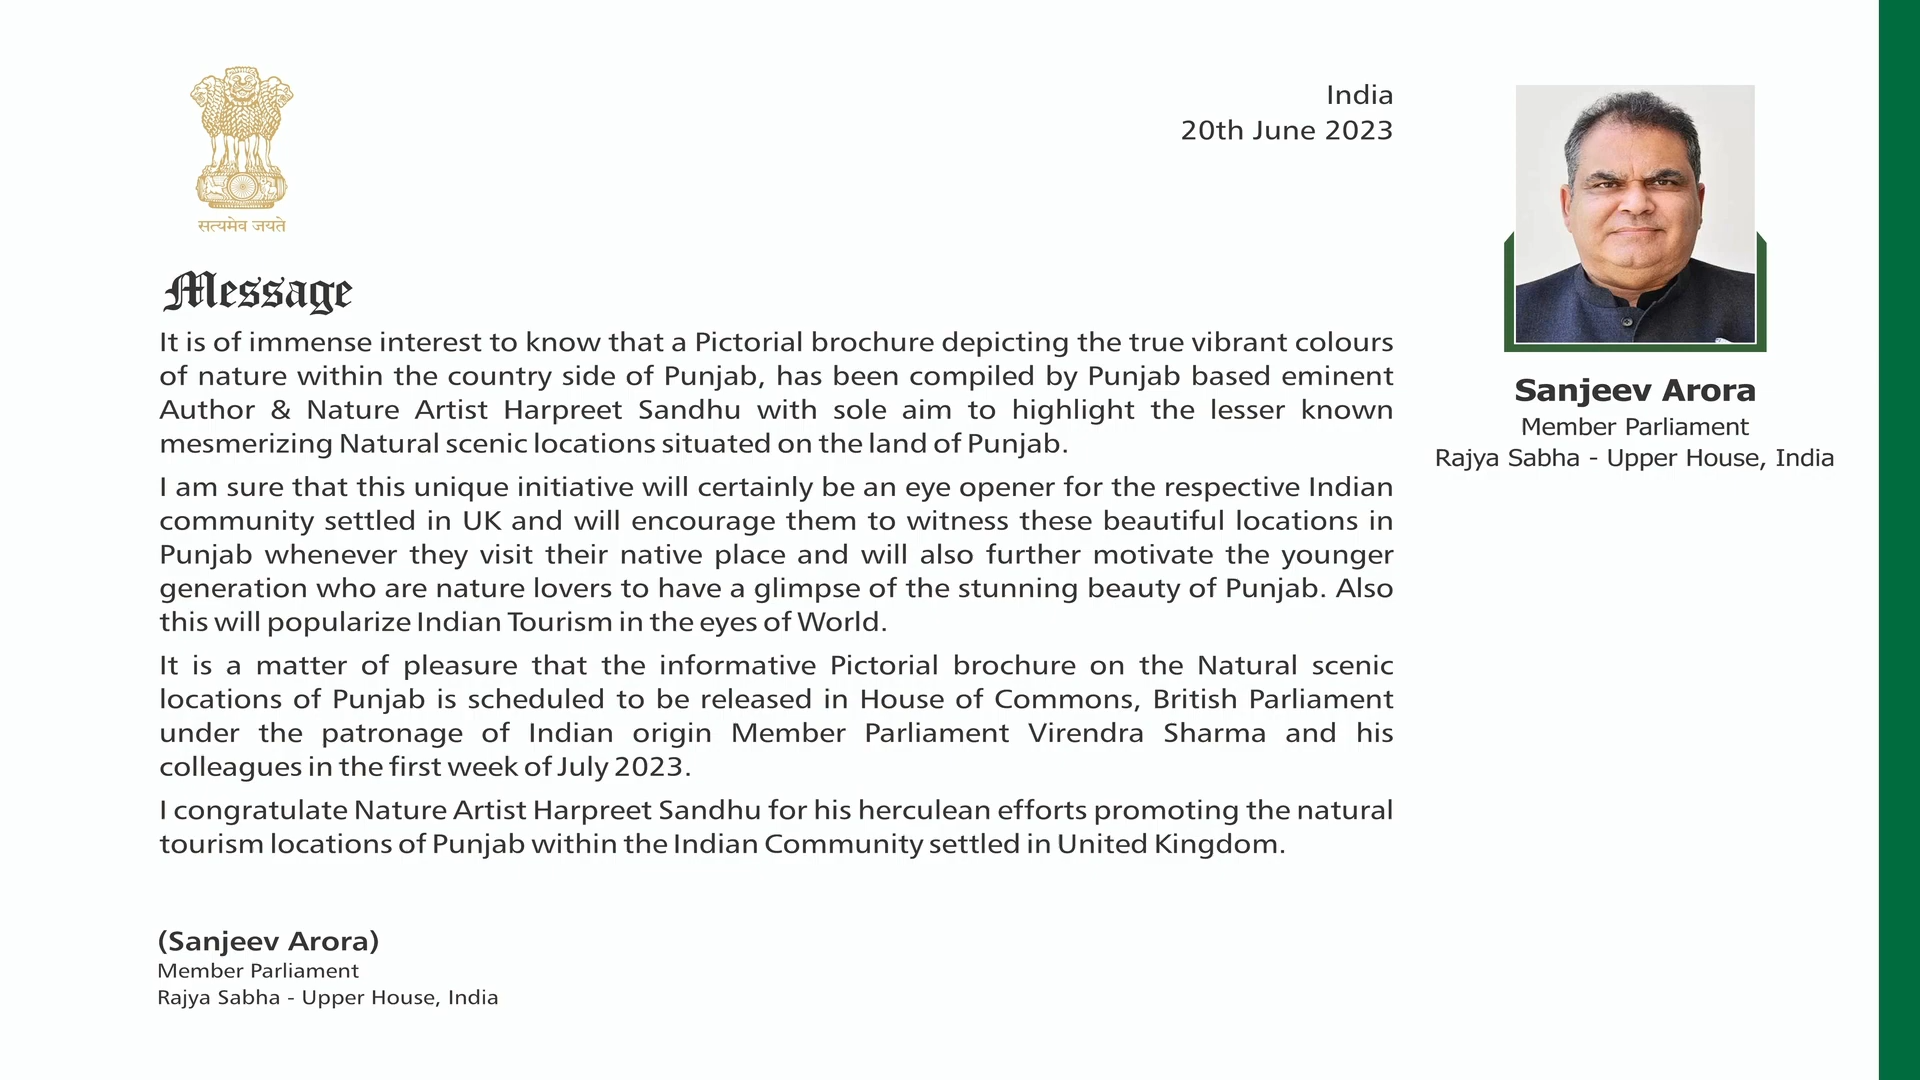 सत्यमेव जयते
India
20th June 2023
Message
It is of immense interest to know that a Pictorial brochure depicting the true vibrant colours
of nature within the country side of Punjab, has been compiled by Punjab based eminent
Author & Nature Artist Harpreet Sandhu with sole aim to highlight the lesser known
mesmerizing Natural scenic locations situated on the land of Punjab.
I am sure that this unique initiative will certainly be an eye opener for the respective Indian
community settled in UK and will encourage them to witness these beautiful locations in
Punjab whenever they visit their native place and will also further motivate the younger
generation who are nature lovers to have a glimpse of the stunning beauty of Punjab. Also
this will popularize Indian Tourism in the eyes of World.
It is a matter of pleasure that the informative Pictorial brochure on the Natural scenic
locations of Punjab is scheduled to be released in House of Commons, British Parliament
under the patronage of Indian origin Member Parliament Virendra Sharma and his
colleagues in the first week of July 2023.
I congratulate Nature Artist Harpreet Sandhu for his herculean efforts promoting the natural
tourism locations of Punjab within the Indian Community settled in United Kingdom.
(Sanjeev Arora)
Member Parliament
Rajya Sabha - Upper House, India
Sanjeev Arora
Member Parliament
Rajya Sabha - Upper House, India